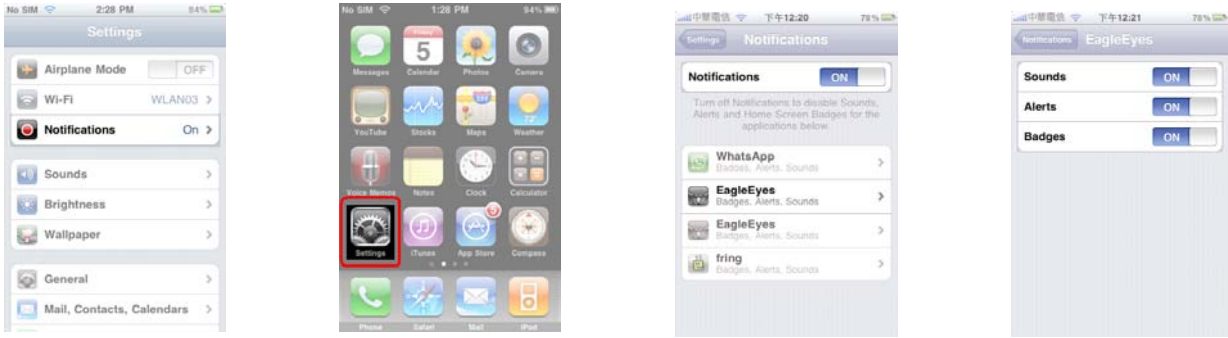 No SIM 2:28 PM 84%
Settings
Airplane Mode OFF
Wi-Fi WLAN03
Notifications On
Sounds
Brightness
Wallpaper
General
Mail, Contacts, Calendars
No SIM 1:28 PM 94%
Friday
5
Messages Calendar Photos Camera
YouTube Stocks Maps Weather
Voice Memos Notes Clock Calculator
5
Settings iTunes App Store Compass
Phone Safari Mail iPod
中華電信 下午12:20 78%
Settings Notifications
Notifications ON
Turn off Notifications to disable Sounds,
Alerts and Home Screen Badges for the
applications below.
WhatsApp
Badges, Alerts, Sounds
EagleEyes
Badges, Alerts, Sounds
EagleEyes
Badges, Alerts, Sounds
fring
Badges, Alerts, Sounds
中華電信 下午12:21 78%
Notifications EagleEyes
Sounds ON
Alerts ON
Badges ON